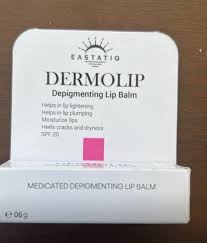 EASTATIQ
DERMOLIP
Depigmenting Lip Balm
Helps in lip lightening
Helps in lip plumping
Moisturize lips
Heels cracks and dryness
SPF 20
MEDICATED DEPIGMENTING LIP BALM
℮ 06 g